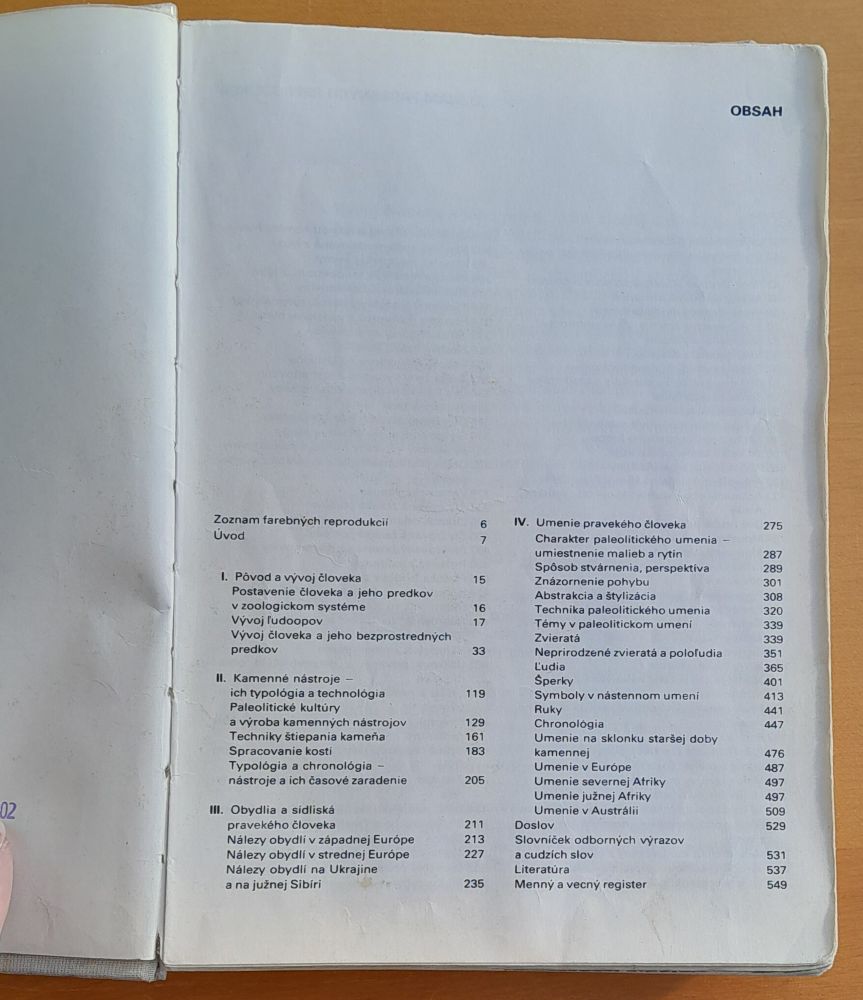 OBSAH
Zoznam farebných reprodukcií 6
Úvod 7
I. Pôvod a vývoj človeka 15
Postavenie človeka a jeho predkov
v zoologickom systéme 16
Vývoj ľudoopov 17
Vývoj človeka a jeho bezprostredných
predkov 33
II. Kamenné nástroje –
ich typológia a technológia 119
Paleolitické kultúry
a výroba kamenných nástrojov 129
Techniky štiepania kameňa 161
Spracovanie kostí 183
Typológia a chronológia –
nástroje a ich časové zaradenie 205
III. Obydlia a sídliská
pravekého človeka 211
Nálezy obydlí v západnej Európe 213
Nálezy obydlí v strednej Európe 227
Nálezy obydlí na Ukrajine
a na južnej Sibíri 235
IV. Umenie pravekého človeka 275
Charakter paleolitického umenia –
umiestnenie malieb a rytín 287
Spôsob stvárnenia, perspektíva 289
Znázornenie pohybu 301
Abstrakcia a štylizácia 308
Technika paleolitického umenia 320
Témy v paleolitickom umení 339
Zvieratá 339
Neprirodzené zvieratá a poloľudia 351
Ľudia 365
Šperky 401
Symboly v nástennom umení 413
Ruky 441
Chronológia 447
Umenie na sklonku staršej doby
kamennej 476
Umenie v Európe 487
Umenie severnej Afriky 497
Umenie južnej Afriky 497
Umenie v Austrálii 509
Doslov 529
Slovníček odborných výrazov
a cudzích slov 531
Literatúra 537
Menný a vecný register 549
02